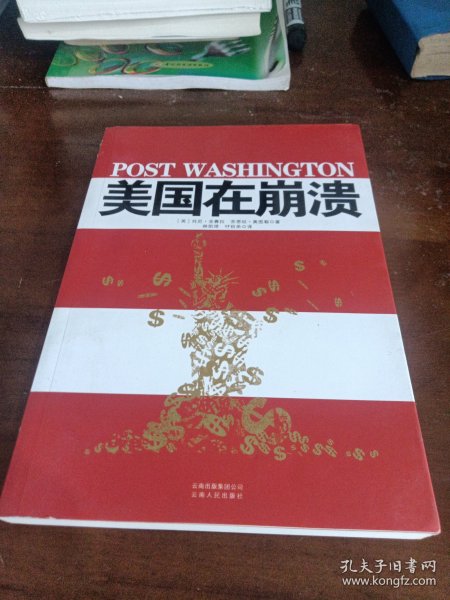 POST WASHINGTON
美国在崩溃
云南出版集团公司
云南人民出版社
孔夫子旧书网
www.kongfz.com